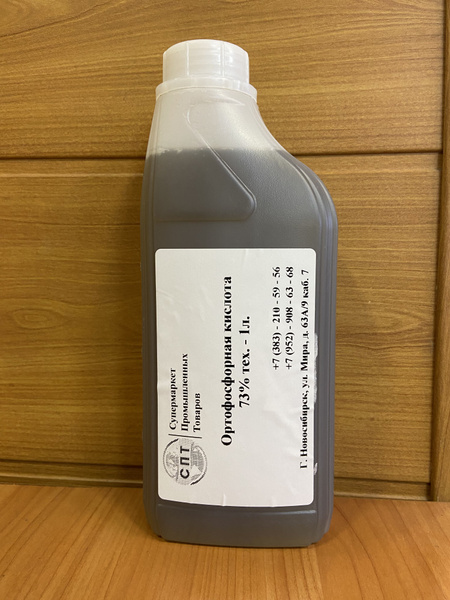 СПТ
Супермаркет
Промышленных
Товаров
Ортофосфорная кислота
73% тех. - 1л.
+7 (383) - 210 - 59 - 56
+7 (952) - 908 - 63 - 68
Г. Новосибирск, ул. Мира, д. 63А/9 каб. 7